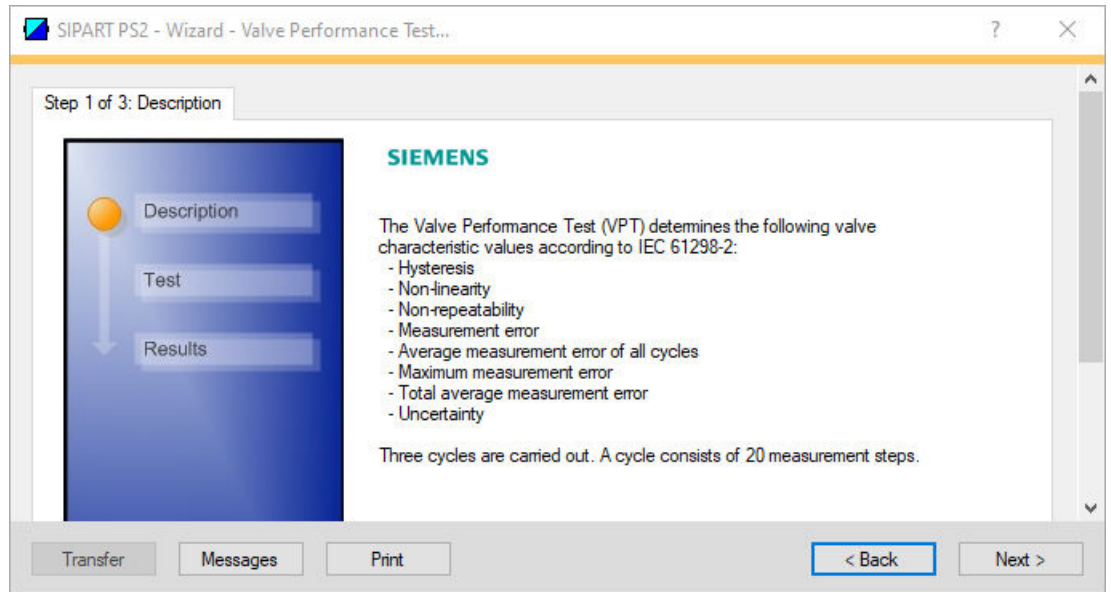 SIPART PS2 - Wizard - Valve Performance Test...
?
Step 1 of 3: Description
Description
Test
Results
SIEMENS
The Valve Performance Test (VPT) determines the following valve
characteristic values according to IEC 61298-2:
- Hysteresis
- Non-linearity
- Non-repeatability
- Measurement error
- Average measurement error of all cycles
- Maximum measurement error
- Total average measurement error
- Uncertainty
Three cycles are carried out. A cycle consists of 20 measurement steps.
Transfer
Messages
Print
< Back
Next >